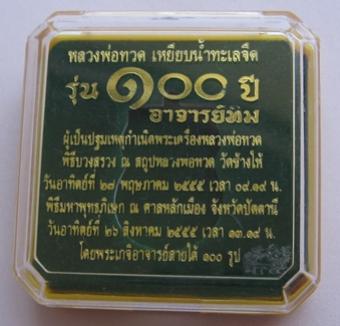 หลวงพ่อทวด เหยียบน้ำทะเลจืด
รุ่น ๑๐๐ ปี
อาจารย์ทิม
ผู้เป็นปฐมเหตุกำเนิดพระเครื่องหลวงพ่อทวด
พิธีบวงสรวง ณ สถูปหลวงพ่อทวด วัดช้างให้
วันอาทิตย์ที่ ๒๗ พฤษภาคม ๒๕๕๕ เวลา ๐๙.๑๙ น.
พิธีมหาพุทธภิเษก ณ ศาลหลักเมือง จังหวัดปัตตานี
วันอาทิตย์ที่ ๒๖ สิงหาคม ๒๕๕๕ เวลา ๑๓.๑๙ น.
โดยพระเกจิอาจารย์สายใต้ ๑๐๐ รูป